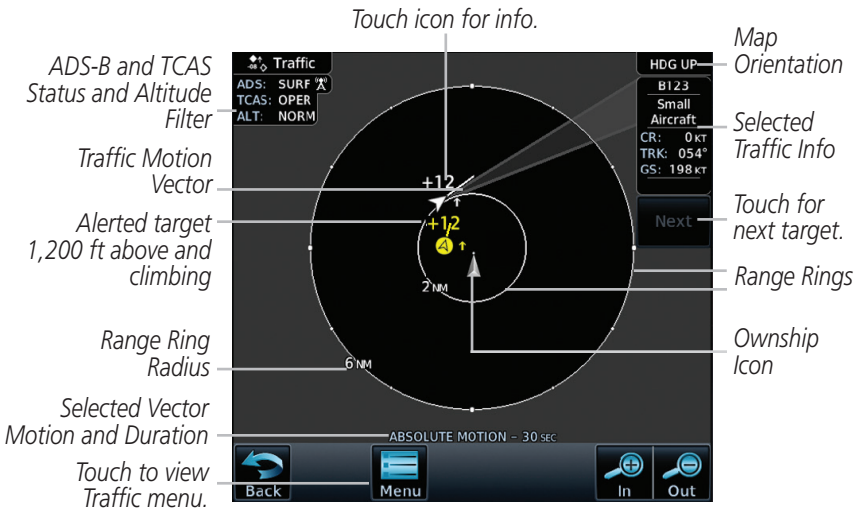 Touch icon for info.
ADS-B and TCAS
Status and Altitude
Filter
Traffic Motion
Vector
Alerted target
1,200 ft above and
climbing
Range Ring
Radius
Selected Vector
Motion and Duration
Touch to view
Traffic menu.
Traffic
ADS: SURF
TCAS: OPER
ALT: NORM
+12
+12
2 NM
6 NM
ABSOLUTE MOTION – 30 SEC
Back
Menu
In
Out
HDG UP
B123
Small
Aircraft
CR: 0 KT
TRK: 054°
GS: 198 KT
Next
Map
Orientation
Selected
Traffic Info
Touch for
next target.
Range Rings
Ownship
Icon